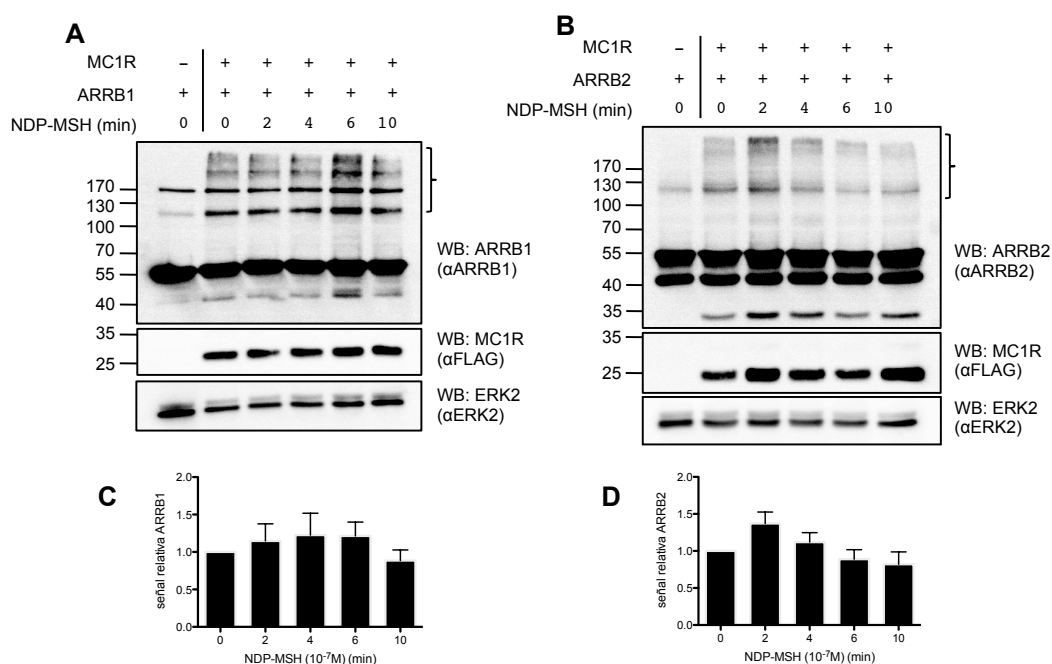 A
MC1R – + + + + +
ARRB1 + + + + + +
NDP-MSH (min) 0 0 2 4 6 10
170
130
100
70
55
40
WB: ARRB1
(αARRB1)
35
25
WB: MC1R
(αFLAG)
WB: ERK2
(αERK2)
B
MC1R – + + + + +
ARRB2 + + + + + +
NDP-MSH (min) 0 0 2 4 6 10
170
130
100
70
55
40
35
WB: ARRB2
(αARRB2)
35
25
WB: MC1R
(αFLAG)
WB: ERK2
(αERK2)
C
señal relativa ARRB1
2.0
1.5
1.0
0.5
0.0
0 2 4 6 10
NDP-MSH (10⁻⁷M) (min)
D
señal relativa ARRB2
2.0
1.5
1.0
0.5
0.0
0 2 4 6 10
NDP-MSH (10⁻⁷M) (min)